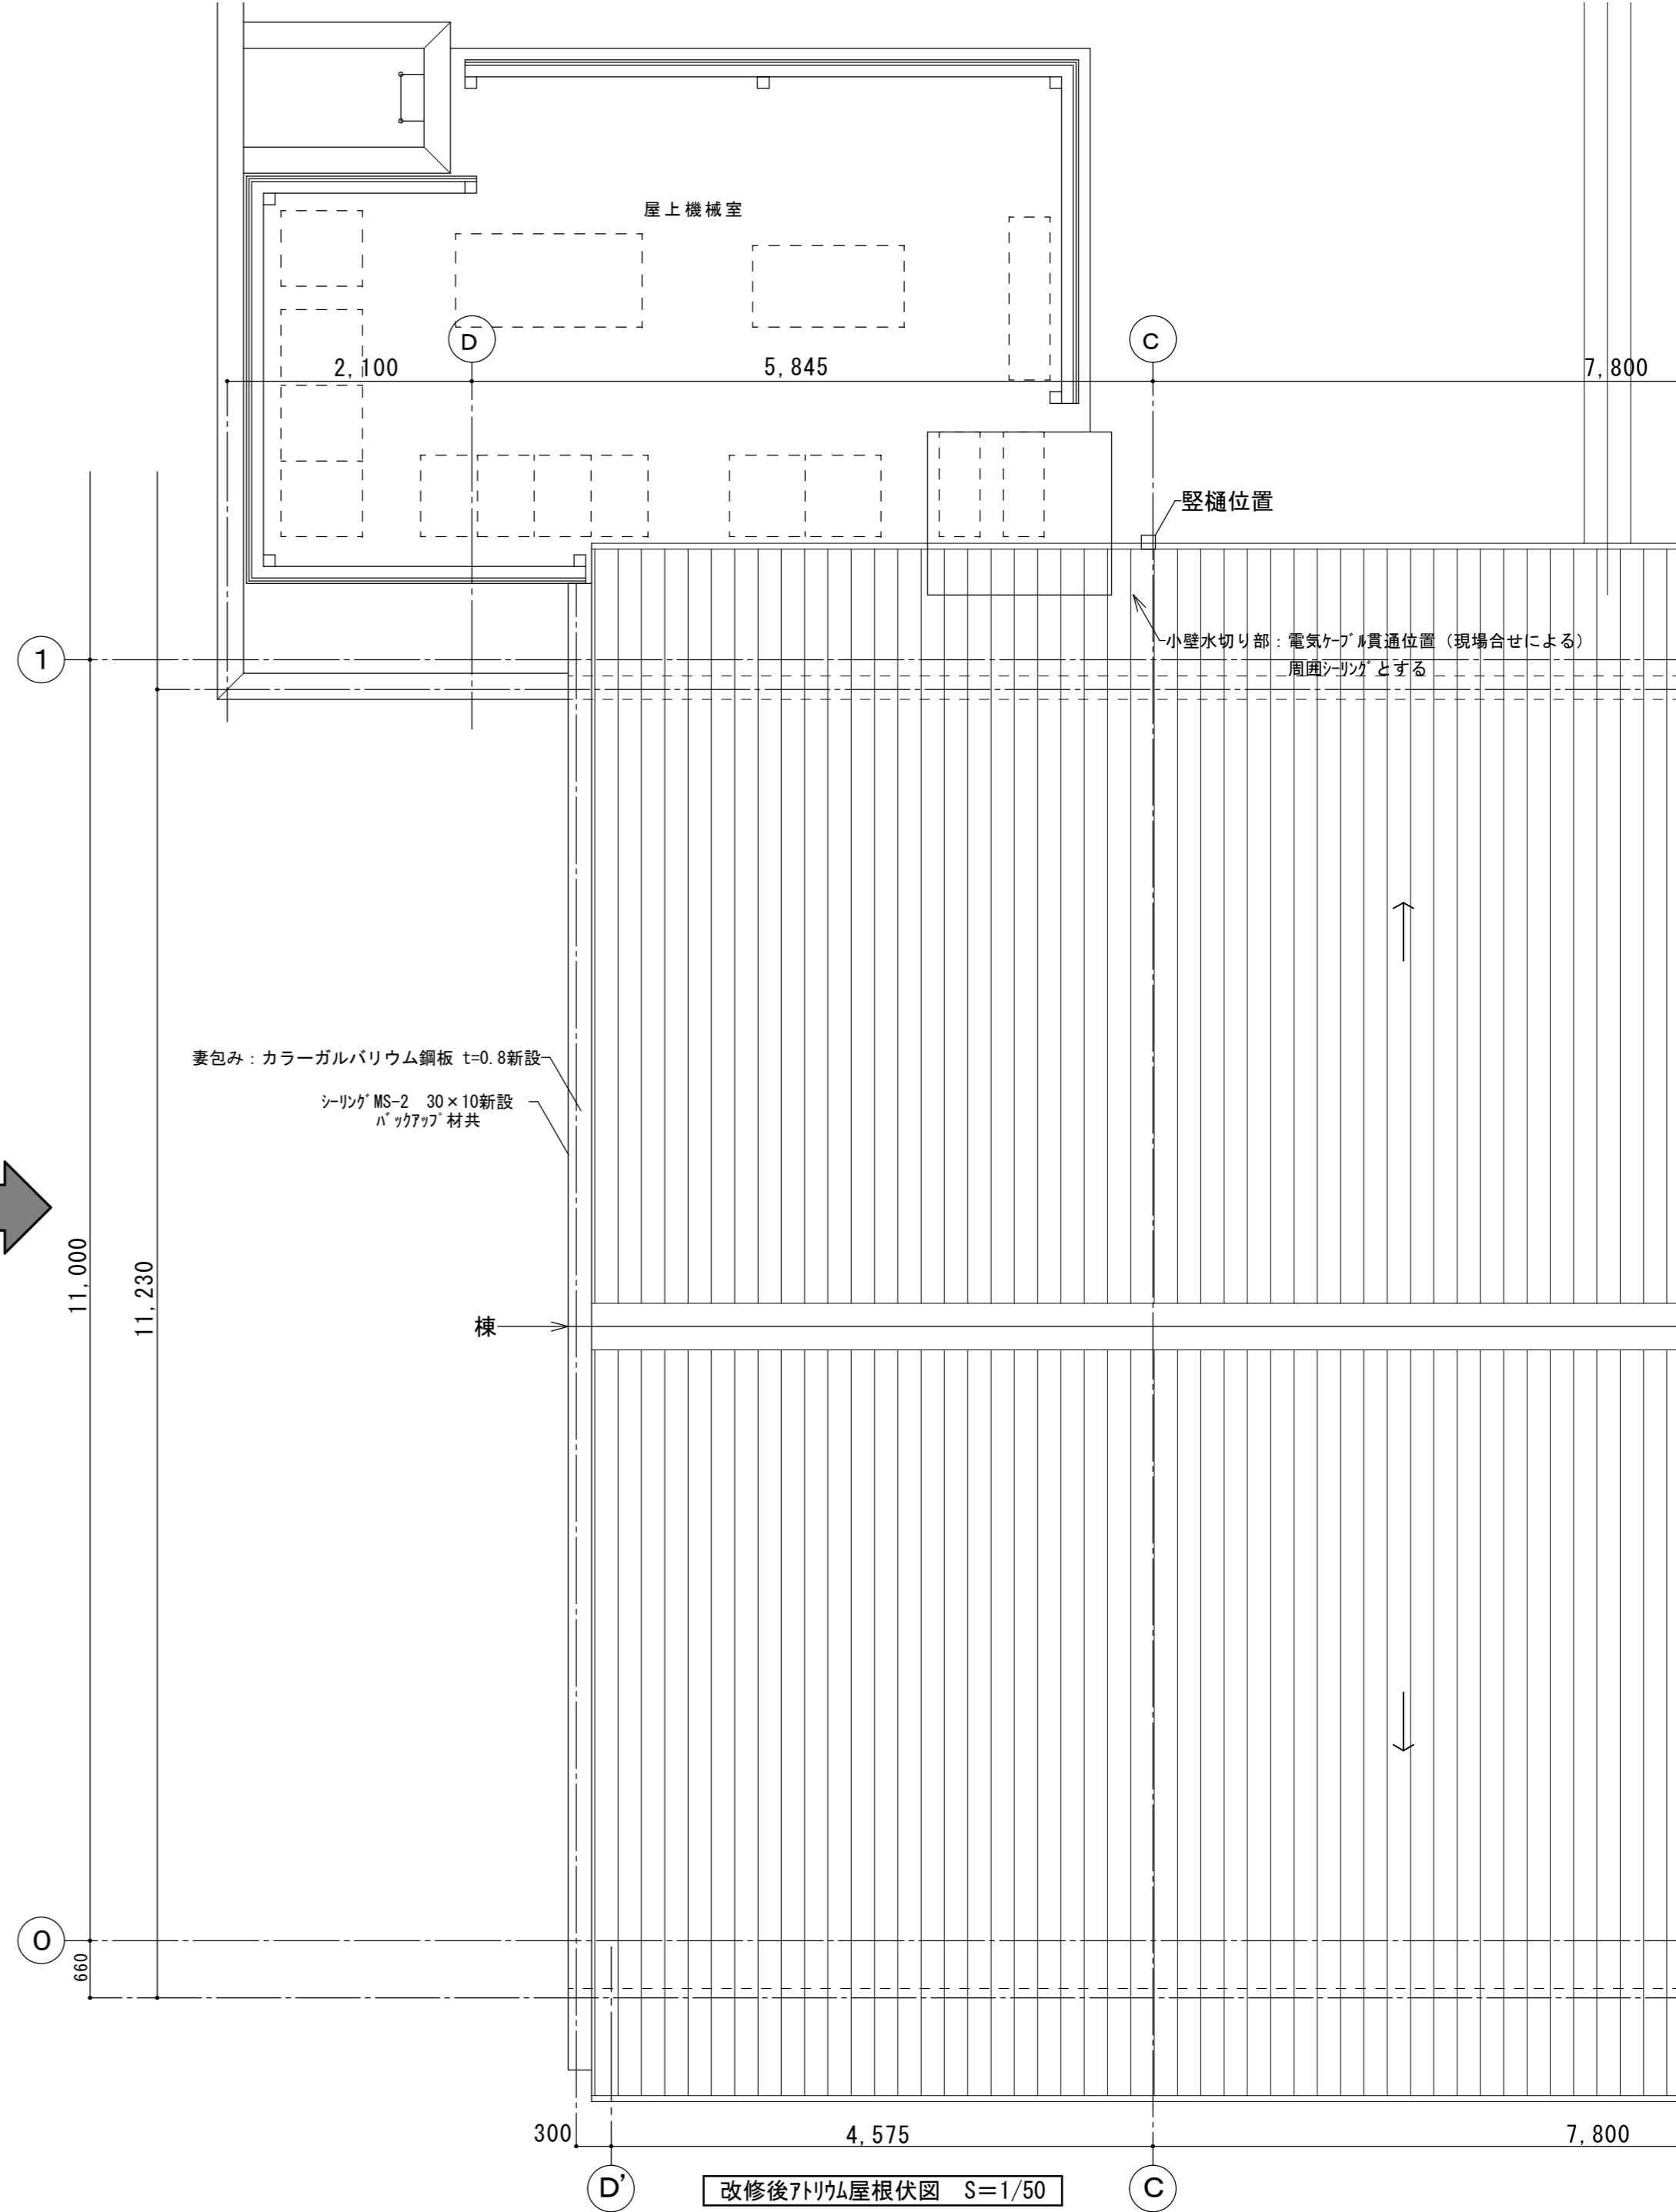 屋上機械室
D
C
2,100
5,845
7,800
竪樋位置
1
小壁水切り部：電気ｹｰﾌﾞﾙ貫通位置（現場合せによる）
周囲ｼｰﾘﾝｸﾞとする
妻包み：カラーガルバリウム鋼板 t=0.8新設
ｼｰﾘﾝｸﾞMS-2　30×10新設
ﾊﾞｯｸｱｯﾌﾟ材共
11,000
11,230
棟
0
660
300
4,575
7,800
D'
C
改修後ｱﾄﾘｳﾑ屋根伏図　S＝1/50